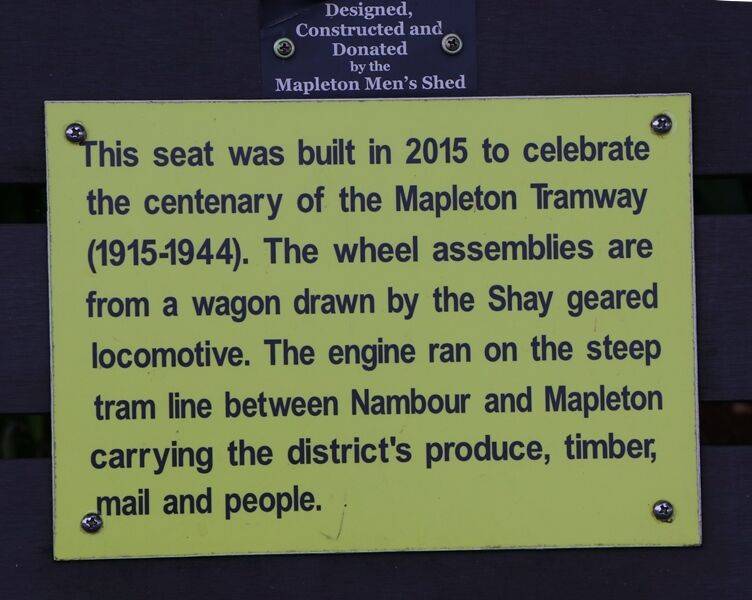 Designed,
Constructed and
Donated
by the
Mapleton Men's Shed
This seat was built in 2015 to celebrate
the centenary of the Mapleton Tramway
(1915-1944). The wheel assemblies are
from a wagon drawn by the Shay geared
locomotive. The engine ran on the steep
tram line between Nambour and Mapleton
carrying the district's produce, timber,
mail and people.